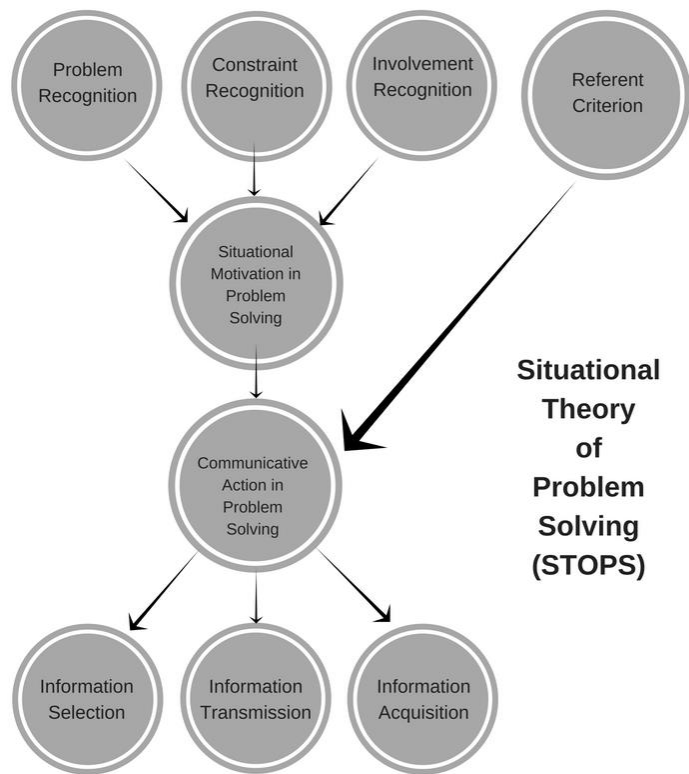 Problem
Recognition
Constraint
Recognition
Involvement
Recognition
Referent
Criterion
Situational
Motivation in
Problem
Solving
Situational
Theory
of
Problem
Solving
(STOPS)
Communicative
Action in
Problem
Solving
Information
Selection
Information
Transmission
Information
Acquisition